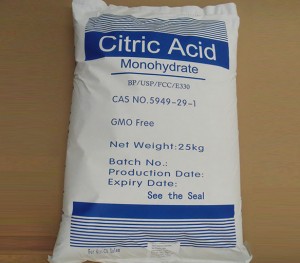 Citric Acid
Monohydrate
BP/USP/FCC/E330
CAS NO.5949-29-1
GMO Free
Net Weight:25kg
Batch No.:
Production Date:
Expiry Date:
See the Seal